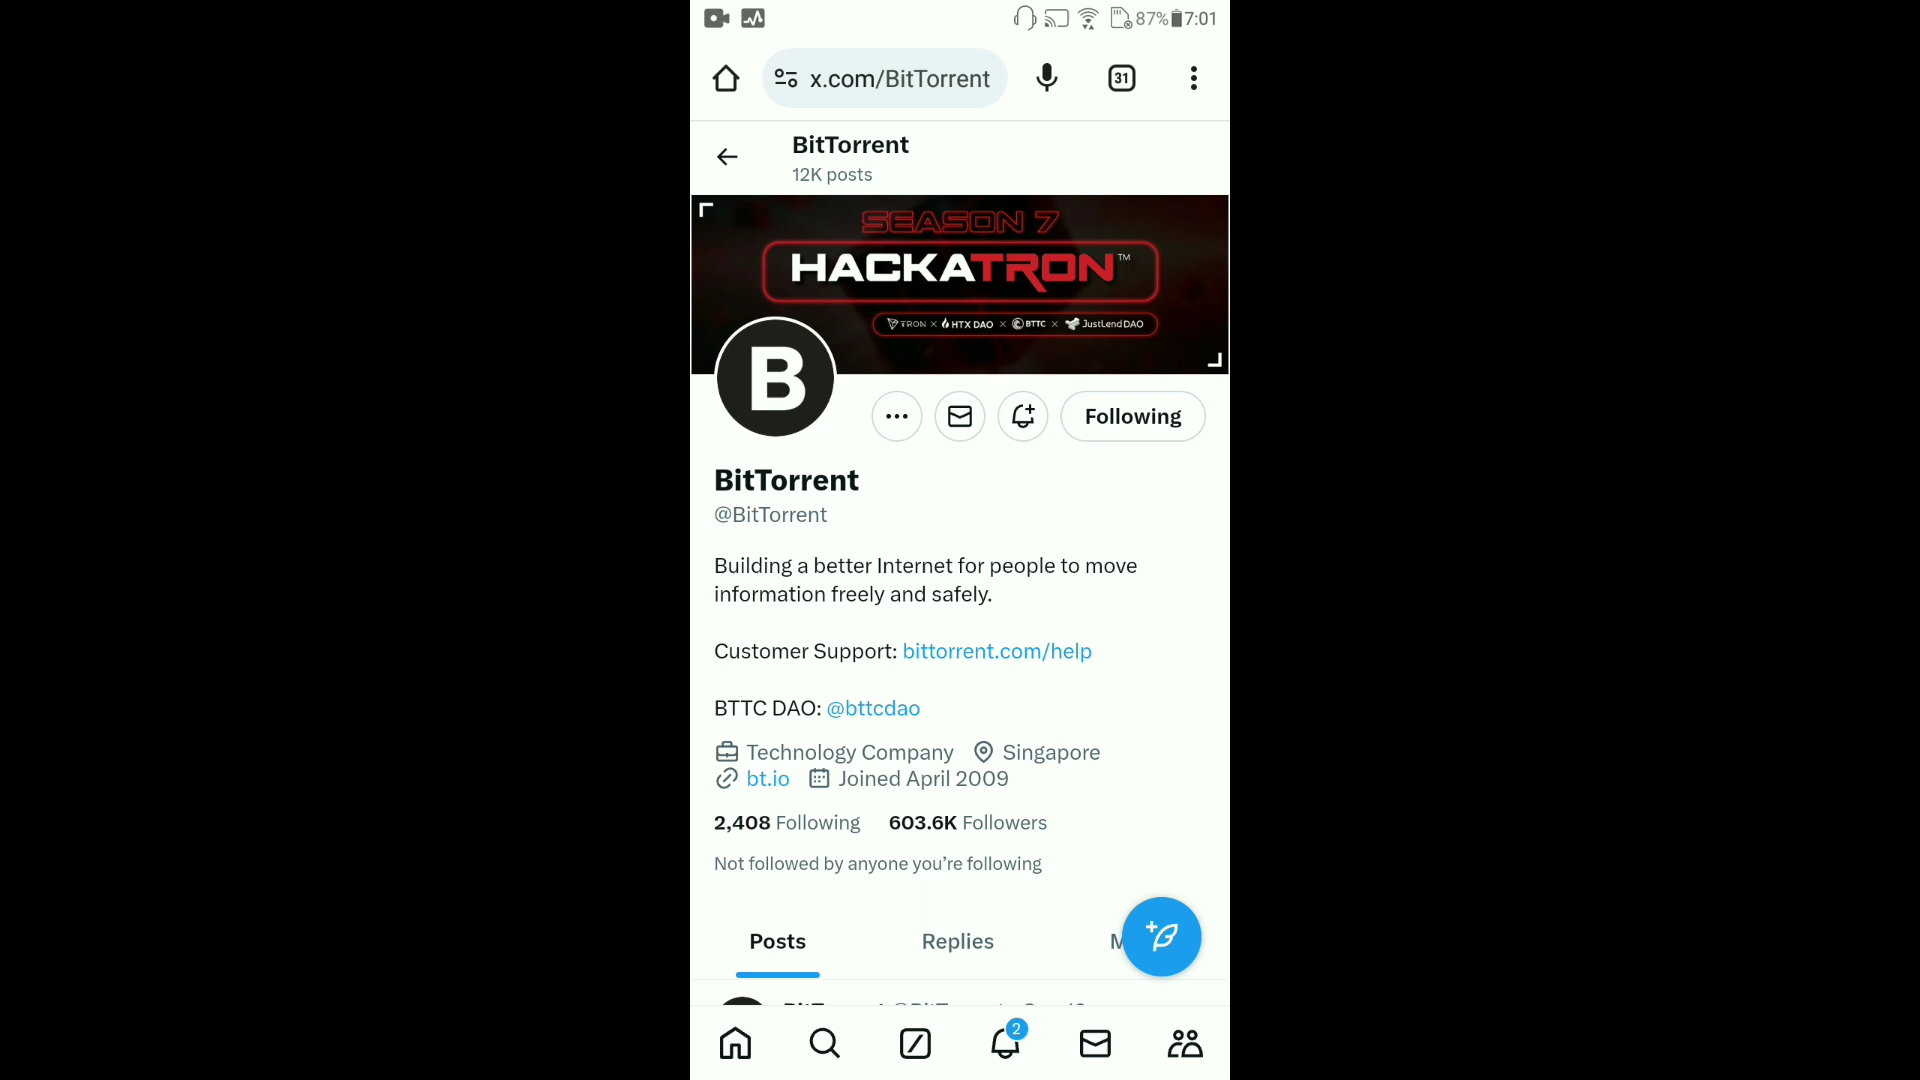 87% 7:01
x.com/BitTorrent
31
BitTorrent
12K posts
SEASON 7
HACKATRON™
TRON × HTX DAO × BTTC × JustLend DAO
B
Following
BitTorrent
@BitTorrent
Building a better Internet for people to move
information freely and safely.
Customer Support: bittorrent.com/help
BTTC DAO: @bttcdao
Technology Company Singapore
bt.io Joined April 2009
2,408 Following 603.6K Followers
Not followed by anyone you’re following
Posts Replies
2